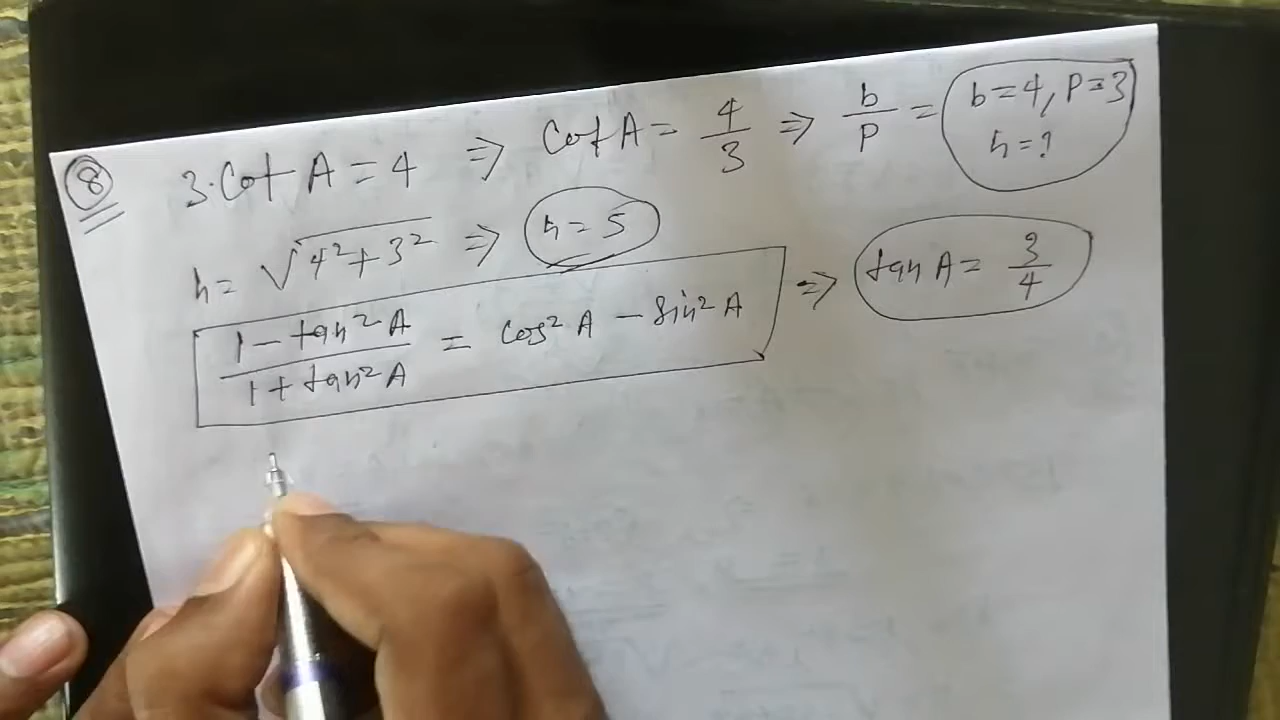 8 3·Cot A = 4 ⇒ Cot A = 4/3 ⇒ b/P = b=4, P=3
h=?
h = √4²+3² ⇒ h=5
1-tan²A/1+tan²A = Cos²A - Sin²A ⇒ tan A = 3/4